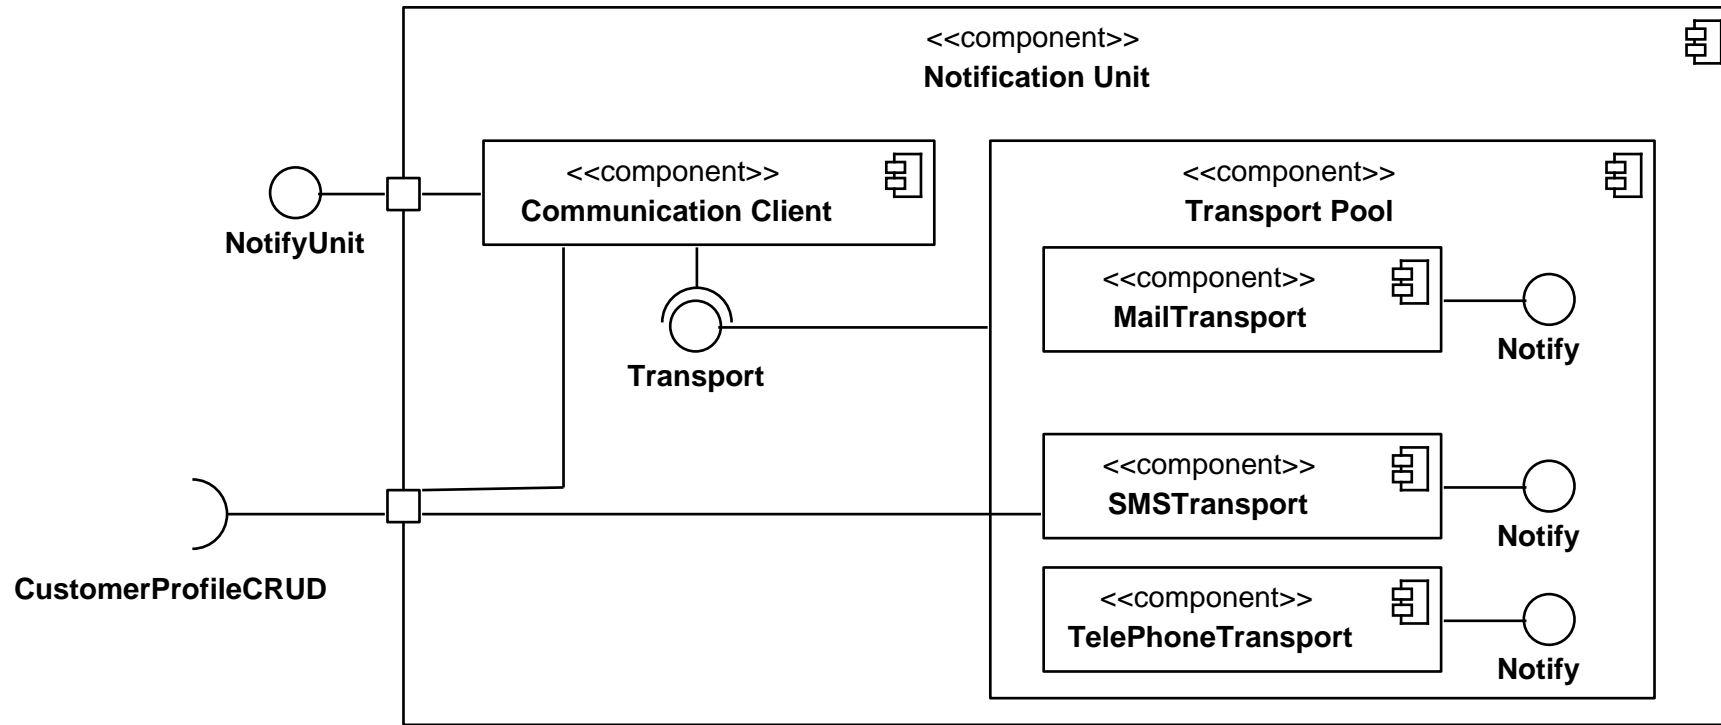 <<component>>
Notification Unit
<<component>>
Communication Client
<<component>>
Transport Pool
NotifyUnit
<<component>>
MailTransport
Notify
Transport
<<component>>
SMSTransport
Notify
CustomerProfileCRUD
<<component>>
TelePhoneTransport
Notify